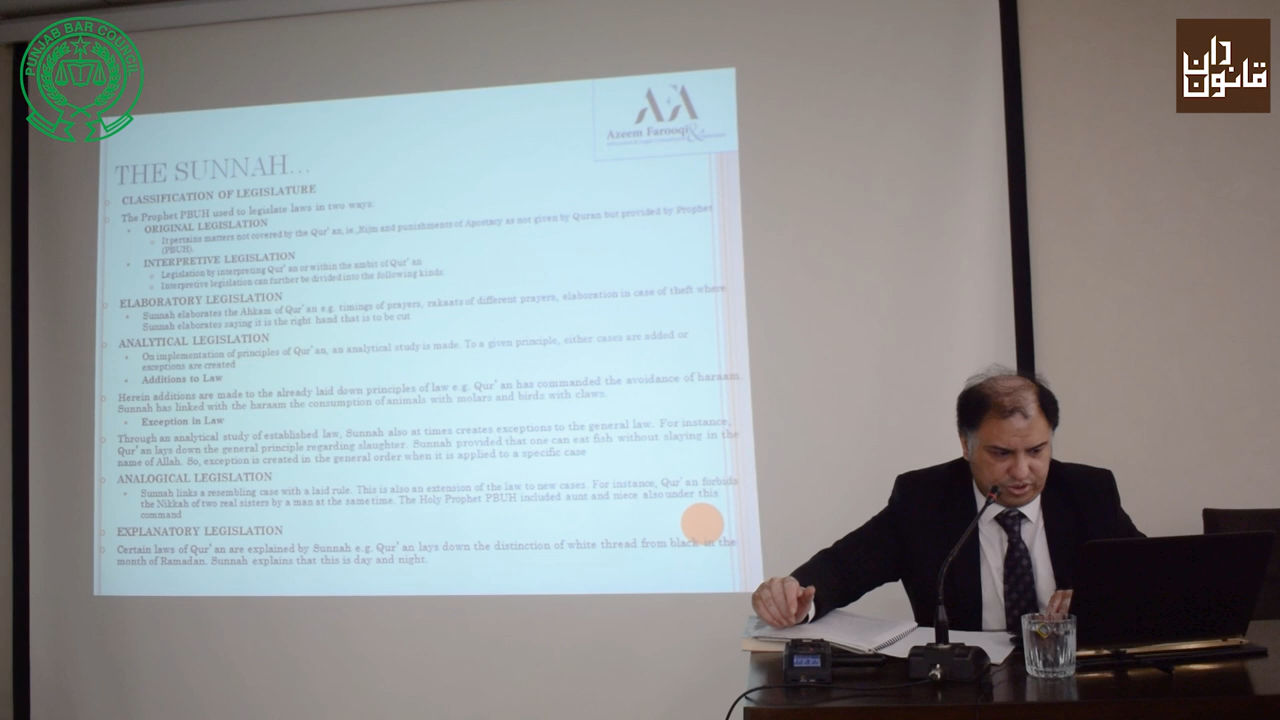 PUNJAB BAR COUNCIL
قانون دان
AFA
Azeem Farooqi &
THE SUNNAH...
CLASSIFICATION OF LEGISLATURE
The Prophet PBUH used to legislate laws in two ways:
ORIGINAL LEGISLATION
It pertains matters not covered by the Qur'an, ie.,Rijm and punishments of Apostacy as not given by Quran but provided by Prophet
(PBUH).
INTERPRETIVE LEGISLATION
Legislation by interpreting Qur'an or within the ambit of Qur'an
Interpretive legislation can further be divided into the following kinds
ELABORATORY LEGISLATION
Sunnah elaborates the Ahkam of Qur'an e.g. timings of prayers, rakaats of different prayers, elaboration in case of theft where
Sunnah elaborates saying it is the right hand that is to be cut
ANALYTICAL LEGISLATION
On implementation of principles of Qur'an, an analytical study is made. To a given principle, either cases are added or
exceptions are created
Additions to Law
Herein additions are made to the already laid down principles of law e.g. Qur'an has commanded the avoidance of haraam.
Sunnah has linked with the haraam the consumption of animals with molars and birds with claws.
Exception in Law
Through an analytical study of established law, Sunnah also at times creates exceptions to the general law. For instance,
Qur'an lays down the general principle regarding slaughter. Sunnah provided that one can eat fish without slaying in the
name of Allah. So, exception is created in the general order when it is applied to a specific case
ANALOGICAL LEGISLATION
Sunnah links a resembling case with a laid rule. This is also an extension of the law to new cases. For instance, Qur'an forbids
the Nikkah of two real sisters by a man at the same time. The Holy Prophet PBUH included aunt and niece also under this
command
EXPLANATORY LEGISLATION
Certain laws of Qur'an are explained by Sunnah e.g. Qur'an lays down the distinction of white thread from black in the
month of Ramadan. Sunnah explains that this is day and night.